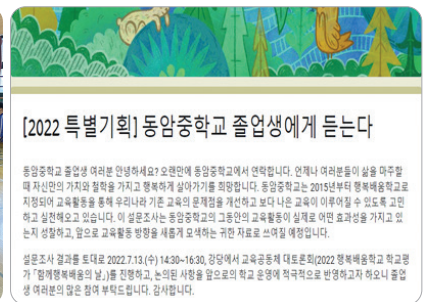 [2022 특별기획] 동암중학교 졸업생에게 듣는다
동암중학교 졸업생 여러분 안녕하세요? 오랜만에 동암중학교에서 연락합니다. 언제나 여러분들이 삶을 마주할
때 자신만의 가치와 철학을 가지고 행복하게 살아가기를 희망합니다. 동암중학교는 2015년부터 행복배움학교로
지정되어 교육활동을 통해 우리나라 기존 교육의 문제점을 개선하고 보다 나은 교육이 이루어질 수 있도록 고민
하고 실천해오고 있습니다. 이 설문조사는 동암중학교의 그동안의 교육활동이 실제로 어떤 효과성을 가지고 있
는지 성찰하고, 앞으로 교육활동 방향을 새롭게 모색하는 귀한 자료로 쓰여질 예정입니다.
설문조사 결과를 토대로 2022.7.13.(수) 14:30~16:30, 강당에서 교육공동체 대토론회(2022 행복배움학교 학교평
가 「함께행복배움의 날」)를 진행하고, 논의된 사항을 앞으로의 학교 운영에 적극적으로 반영하고자 하오니 졸업
생 여러분의 많은 참여 부탁드립니다. 감사합니다.